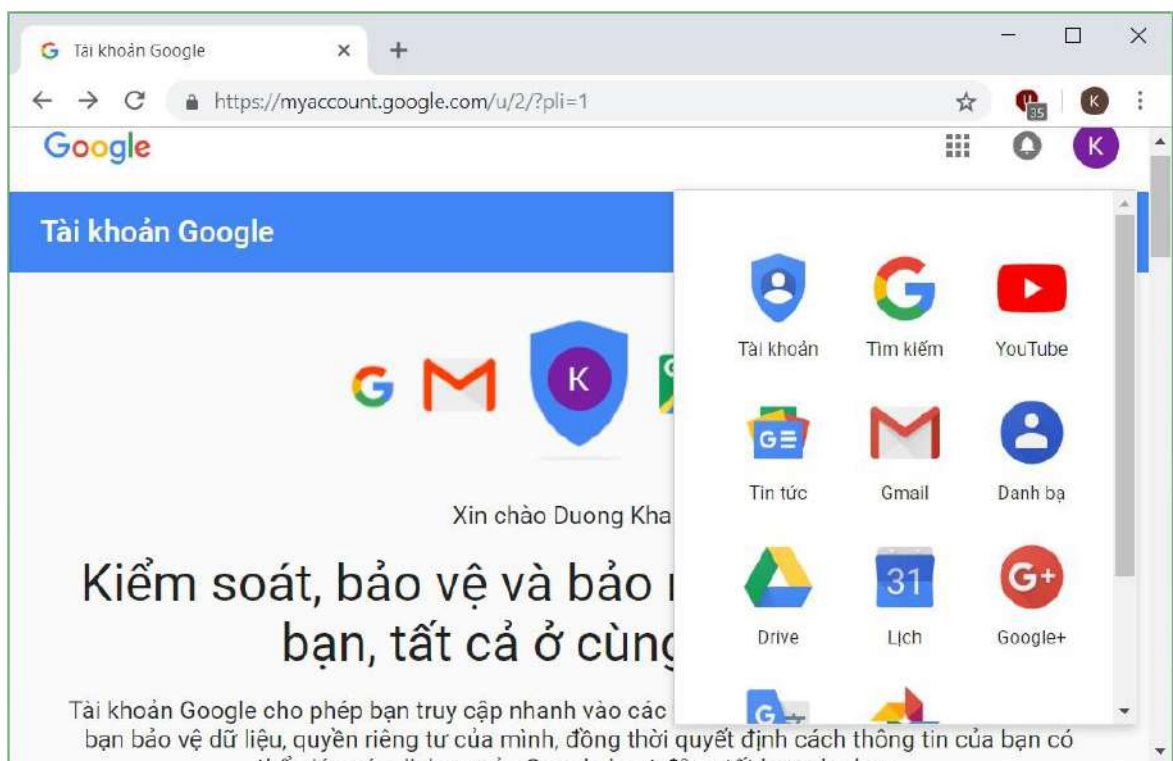 Tài khoản Google
https://myaccount.google.com/u/2/?pli=1
35
K
Google
K
Tài khoản Google
Tài khoản
Tìm kiếm
YouTube
K
G
Tin tức
Gmail
Danh bạ
Xin chào Duong Kha
Kiểm soát, bảo vệ và bảo
bạn, tất cả ở cùng
31
G+
Drive
Lịch
Google+
Tài khoản Google cho phép bạn truy cập nhanh vào các
bạn bảo vệ dữ liệu, quyền riêng tư của mình, đồng thời quyết định cách thông tin của bạn có